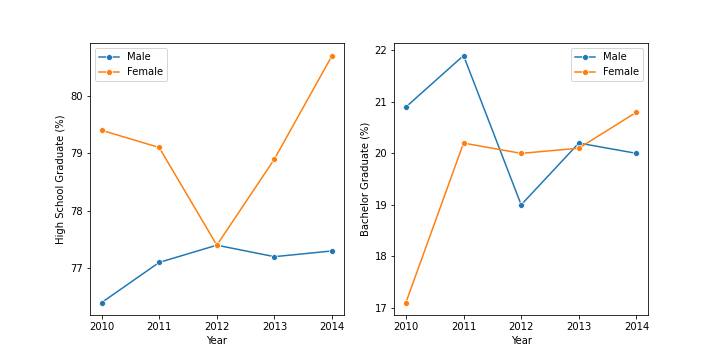 Male
Female
80
79
78
77
High School Graduate (%)
2010 2011 2012 2013 2014
Year
Male
Female
22
21
20
19
18
17
Bachelor Graduate (%)
2010 2011 2012 2013 2014
Year